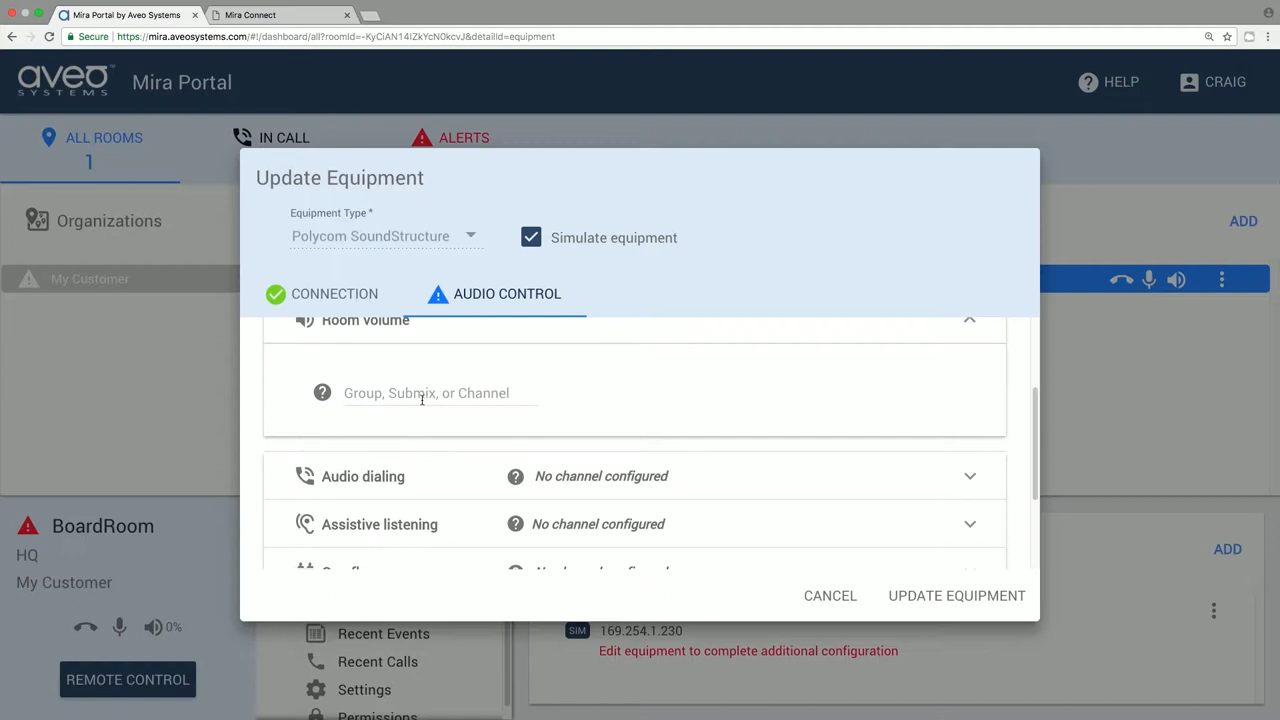 Mira Portal by Aveo Systems
Mira Connect
Secure
https://mira.aveosystems.com/#!/dashboard/all?roomId=-KyCiAN14IZkYcN0kcvJ&detailId=equipment
aveo
SYSTEMS
Mira Portal
HELP
CRAIG
ALL ROOMS
1
IN CALL
ALERTS
Organizations
ADD
My Customer
Update Equipment
Equipment Type *
Polycom SoundStructure
Simulate equipment
CONNECTION
AUDIO CONTROL
Room volume
Group, Submix, or Channel
Audio dialing
No channel configured
Assistive listening
No channel configured
CANCEL
UPDATE EQUIPMENT
BoardRoom
HQ
My Customer
0%
REMOTE CONTROL
Recent Events
Recent Calls
Settings
Permissions
ADD
SIM
169.254.1.230
Edit equipment to complete additional configuration